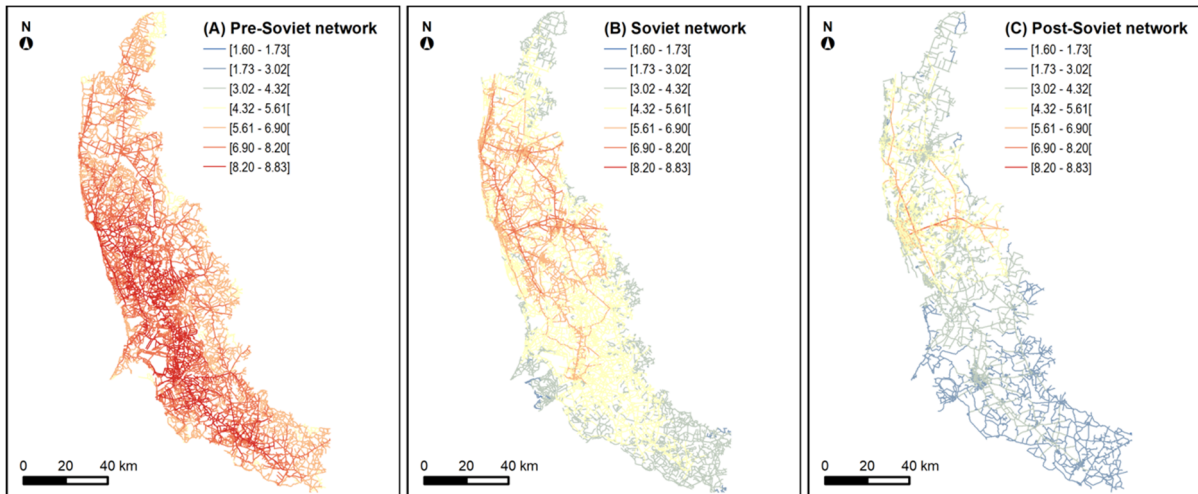 N
(A) Pre-Soviet network
[1.60 - 1.73[
[1.73 - 3.02[
[3.02 - 4.32[
[4.32 - 5.61[
[5.61 - 6.90[
[6.90 - 8.20[
[8.20 - 8.83]
0 20 40 km
N
(B) Soviet network
[1.60 - 1.73[
[1.73 - 3.02[
[3.02 - 4.32[
[4.32 - 5.61[
[5.61 - 6.90[
[6.90 - 8.20[
[8.20 - 8.83]
0 20 40 km
N
(C) Post-Soviet network
[1.60 - 1.73[
[1.73 - 3.02[
[3.02 - 4.32[
[4.32 - 5.61[
[5.61 - 6.90[
[6.90 - 8.20[
[8.20 - 8.83]
0 20 40 km